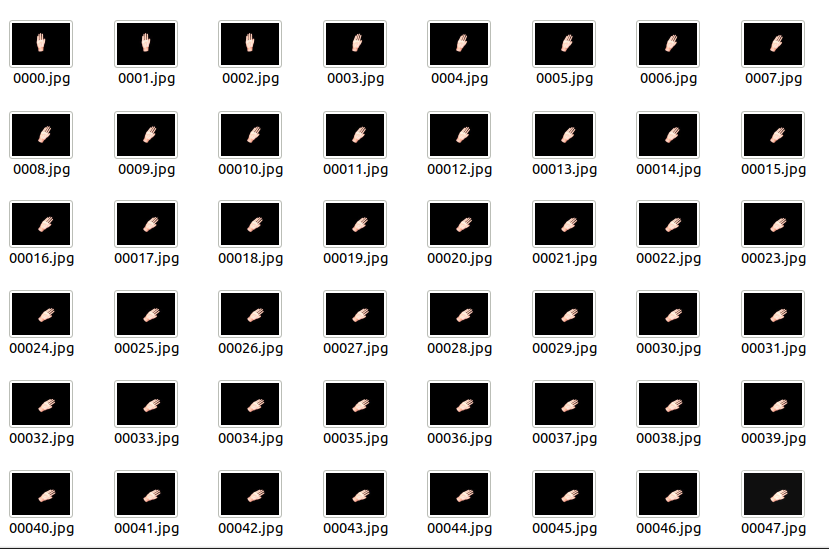 0000.jpg 0001.jpg 0002.jpg 0003.jpg 0004.jpg 0005.jpg 0006.jpg 0007.jpg
0008.jpg 0009.jpg 00010.jpg 00011.jpg 00012.jpg 00013.jpg 00014.jpg 00015.jpg
00016.jpg 00017.jpg 00018.jpg 00019.jpg 00020.jpg 00021.jpg 00022.jpg 00023.jpg
00024.jpg 00025.jpg 00026.jpg 00027.jpg 00028.jpg 00029.jpg 00030.jpg 00031.jpg
00032.jpg 00033.jpg 00034.jpg 00035.jpg 00036.jpg 00037.jpg 00038.jpg 00039.jpg
00040.jpg 00041.jpg 00042.jpg 00043.jpg 00044.jpg 00045.jpg 00046.jpg 00047.jpg